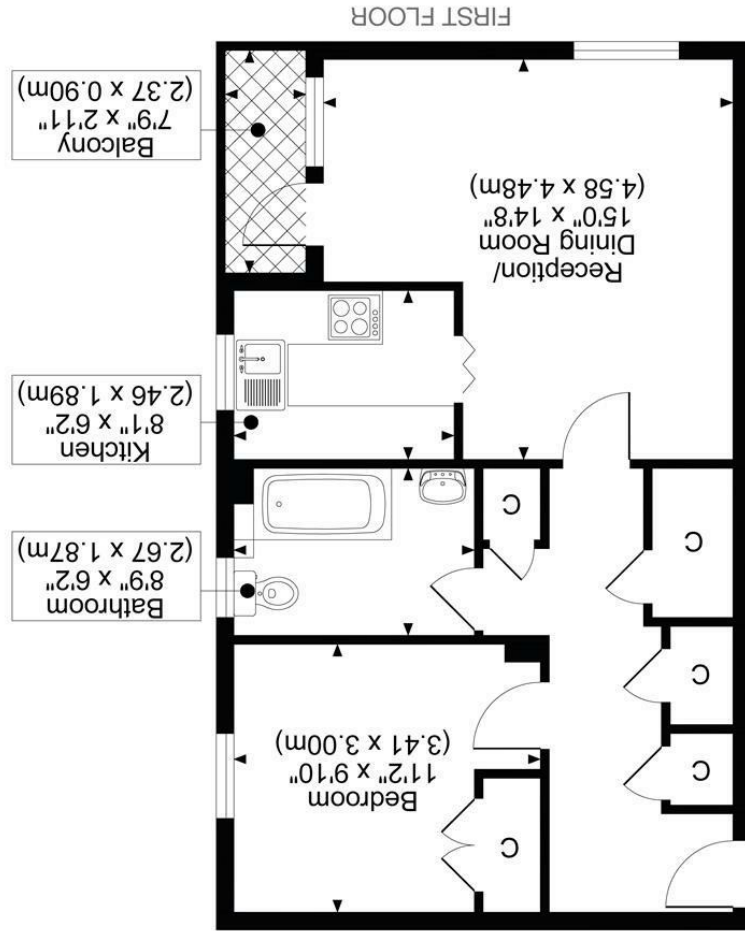 Reception/
Dining Room
15'0" x 14'8"
(4.58 x 4.48m)
Balcony
7'9" x 2'11"
(2.37 x 0.90m)
Kitchen
8'1" x 6'2"
(2.46 x 1.89m)
Bathroom
8'9" x 6'2"
(2.67 x 1.87m)
Bedroom
11'2" x 9'10"
(3.41 x 3.00m)
C
C
C
C
C
FIRST FLOOR